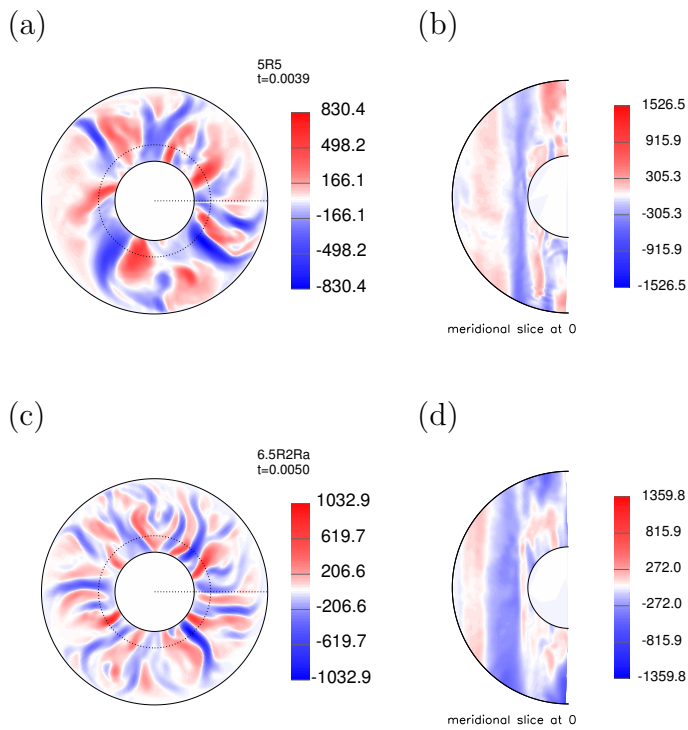 (a)
(b)
5R5
t=0.0039
830.4
498.2
166.1
-166.1
-498.2
-830.4
1526.5
915.9
305.3
-305.3
-915.9
-1526.5
meridional slice at 0
(c)
(d)
6.5R2Ra
t=0.0050
1032.9
619.7
206.6
-206.6
-619.7
-1032.9
1359.8
815.9
272.0
-272.0
-815.9
-1359.8
meridional slice at 0